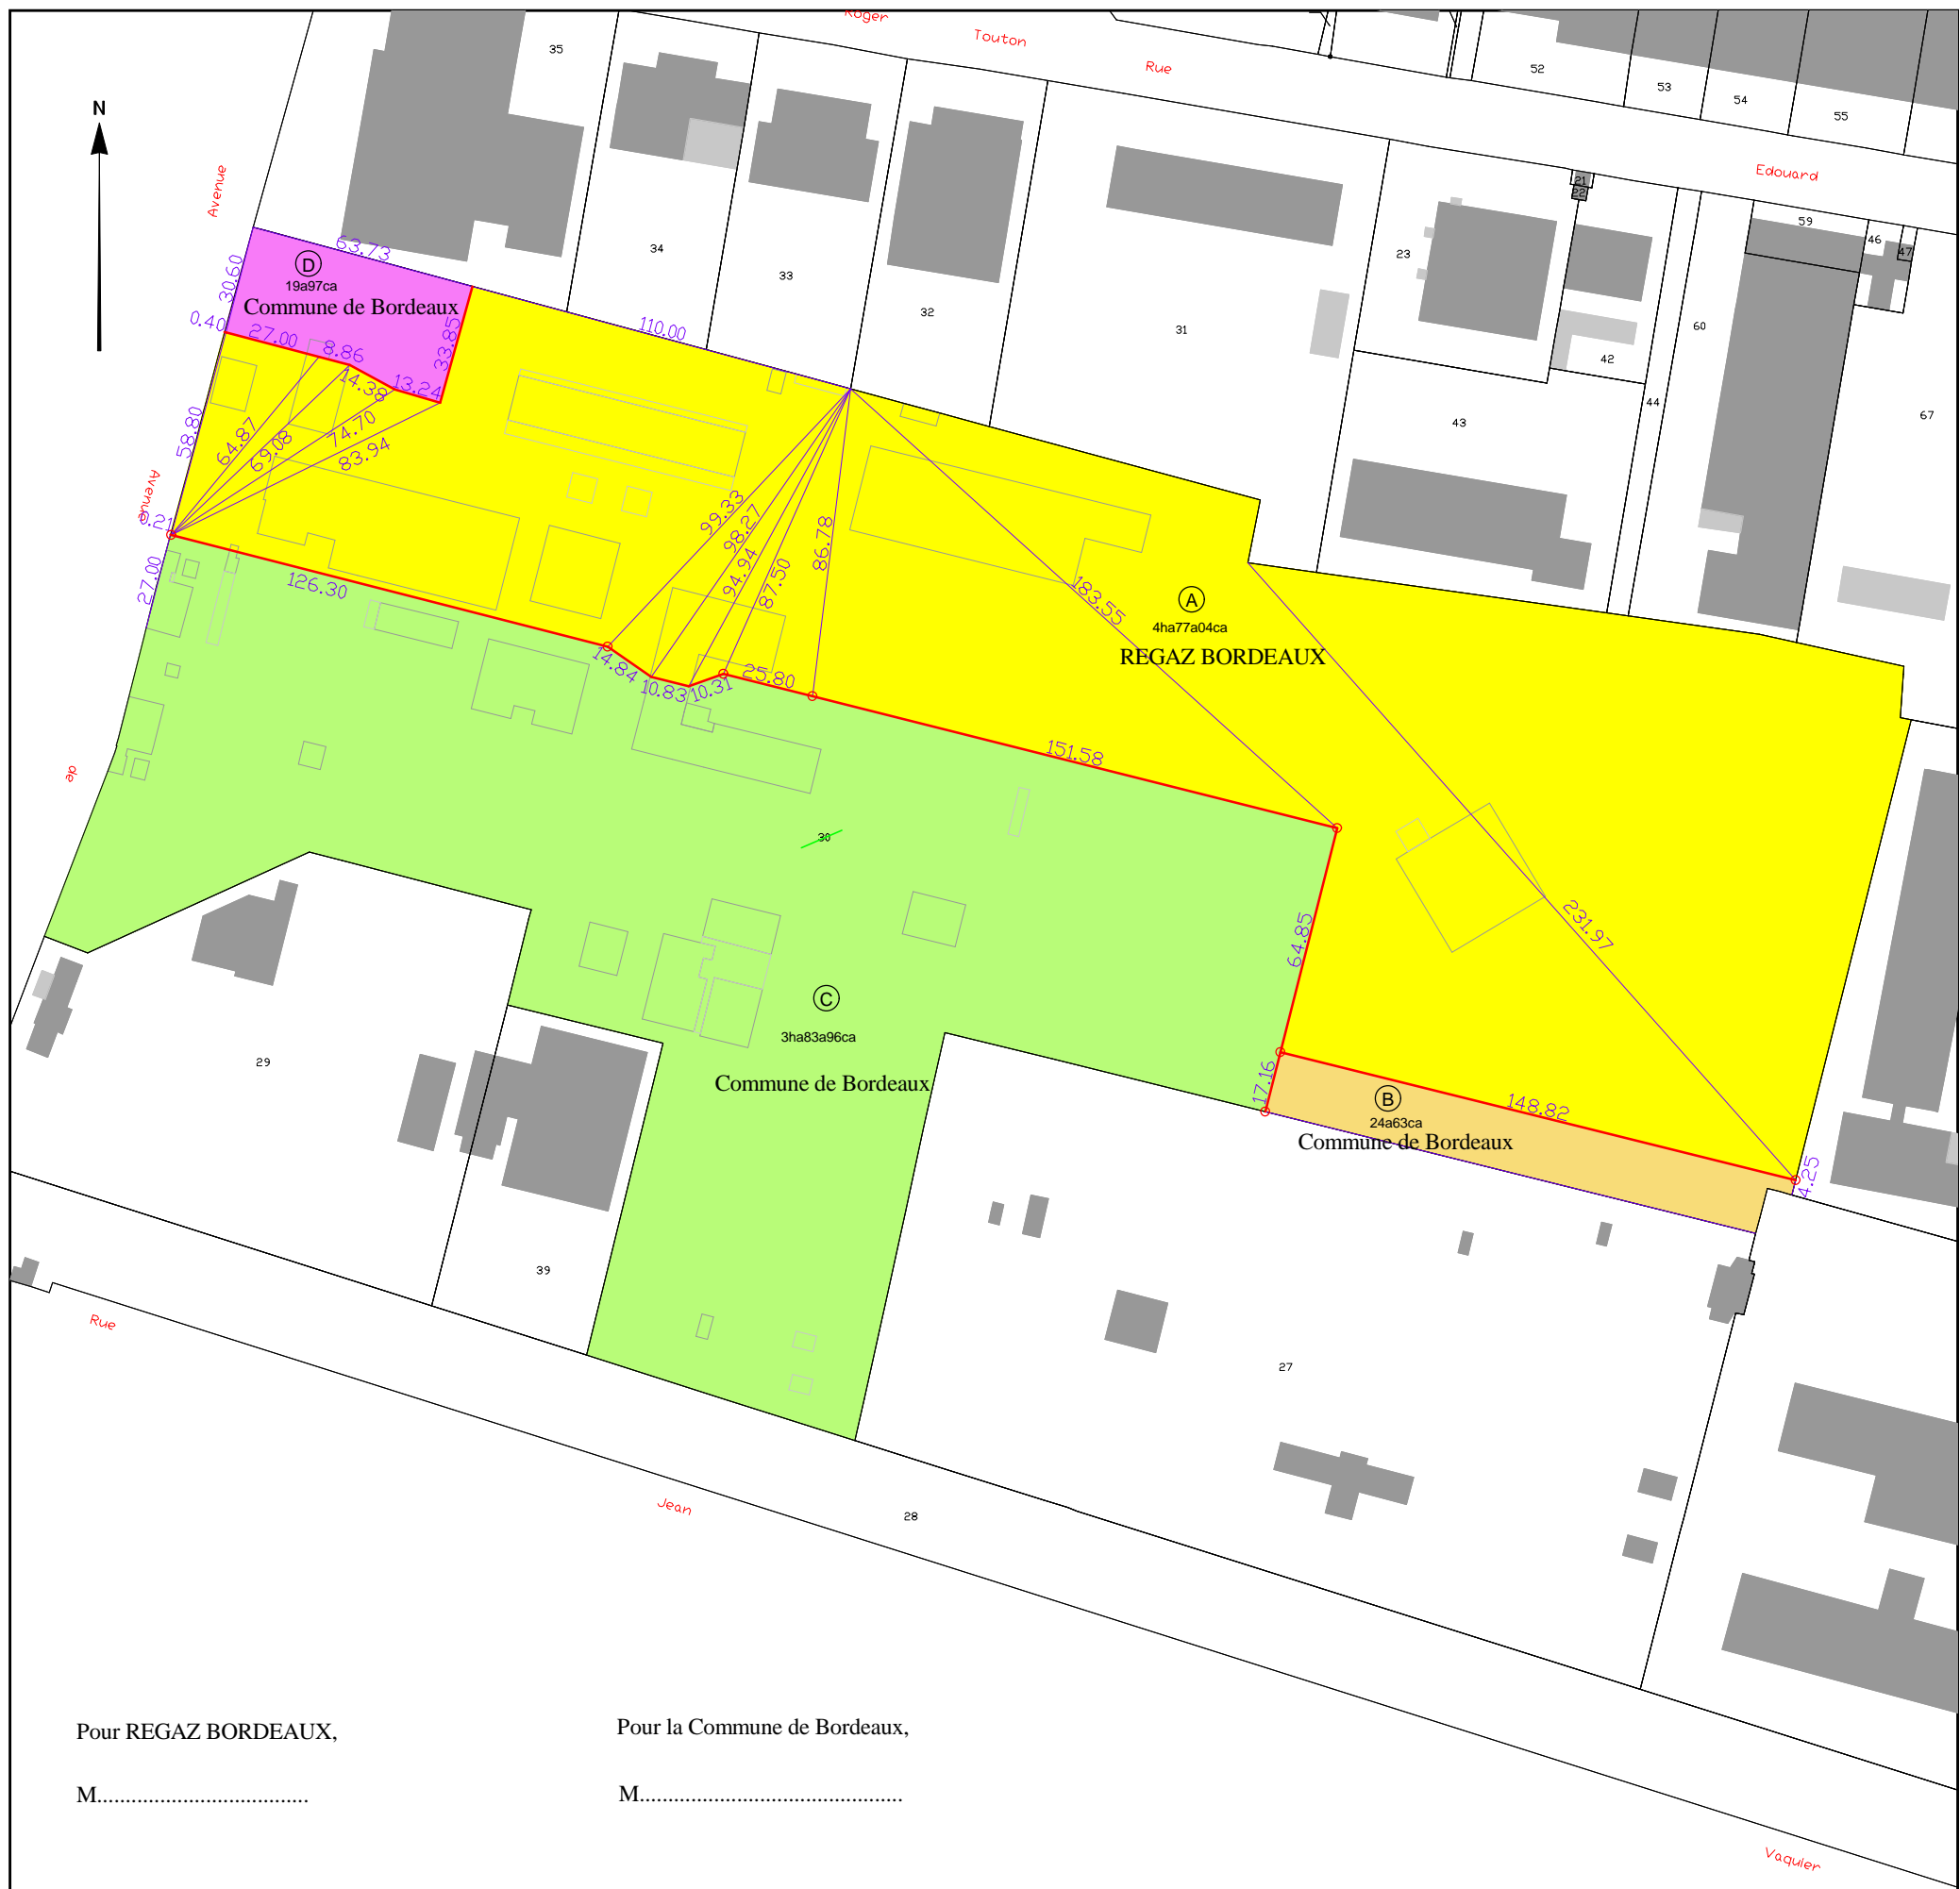 Roger
Touton
Rue
Edouard
35
52
53
54
55
N
Avenue
34
33
32
31
23
21
22
59
46
47
42
60
44
43
67
63.73
30.60
D
19a97ca
Commune de Bordeaux
0.40
27.00
8.86
14.38
13.24
33.85
110.00
58.80
64.87
69.08
74.70
83.94
Avenue
27.00
126.30
99.33
98.27
94.94
87.50
86.78
183.55
A
4ha77a04ca
REGAZ BORDEAUX
14.84
10.83
10.31
25.80
151.58
de
30
231.97
64.85
C
3ha83a96ca
Commune de Bordeaux
29
17.16
B
24a63ca
Commune de Bordeaux
148.82
4.25
39
27
Rue
Jean
28
Vaquier
Pour REGAZ BORDEAUX,
Pour la Commune de Bordeaux,
M.....................................
M..............................................